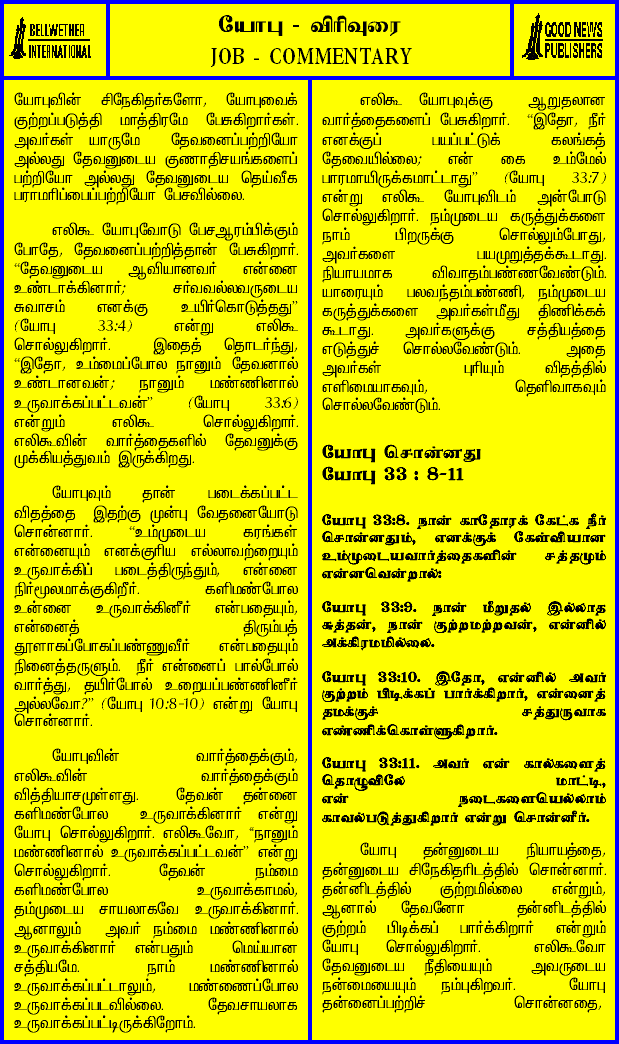 BELLWETHER
INTERNATIONAL
யோபு - விரிவுரை
JOB - COMMENTARY
GOOD NEWS
PUBLISHERS
யோபுவின் சிநேகிதர்களோ, யோபுவைக்
குற்றப்படுத்தி மாத்திரமே பேசுகிறார்கள்.
அவர்கள் யாருமே தேவனைப்பற்றியோ
அல்லது தேவனுடைய குணாதிசயங்களைப்
பற்றியோ அல்லது தேவனுடைய தெய்வீக
பராமரிப்பைப்பற்றியோ பேசவில்லை.
எலிகூ யோபுவோடு பேசஆரம்பிக்கும்
போதே, தேவனைப்பற்றித்தான் பேசுகிறார்.
“தேவனுடைய ஆவியானவர் என்னை
உண்டாக்கினார்; சர்வவல்லவருடைய
சுவாசம் எனக்கு உயிர்கொடுத்தது”
(யோபு 33:4) என்று எலிகூ
சொல்லுகிறார். இதைத் தொடர்ந்து,
“இதோ, உம்மைப்போல நானும் தேவனால்
உண்டானவன்; நானும் மண்ணினால்
உருவாக்கப்பட்டவன்” (யோபு 33:6)
என்றும் எலிகூ சொல்லுகிறார்.
எலிகூவின் வார்த்தைகளில் தேவனுக்கு
முக்கியத்துவம் இருக்கிறது.
யோபுவும் தான் படைக்கப்பட்ட
விதத்தை இதற்கு முன்பு வேதனையோடு
சொன்னார். “உம்முடைய கரங்கள்
என்னையும் எனக்குரிய எல்லாவற்றையும்
உருவாக்கிப் படைத்திருந்தும், என்னை
நிர்மூலமாக்குகிறீர். களிமண்போல
உன்னை உருவாக்கினீர் என்பதையும்,
என்னைத் திரும்பத்
தூளாகப்போகப்பண்ணுவீர் என்பதையும்
நினைத்தருளும். நீர் என்னைப் பால்போல்
வார்த்து, தயிர்போல் உறையப்பண்ணினீர்
அல்லவோ?” (யோபு 10:8-10) என்று யோபு
சொன்னார்.
யோபுவின் வார்த்தைக்கும்,
எலிகூவின் வார்த்தைக்கும்
வித்தியாசமுள்ளது. தேவன் தன்னை
களிமண்போல உருவாக்கினார் என்று
யோபு சொல்லுகிறார். எலிகூவோ, “நானும்
மண்ணினால் உருவாக்கப்பட்டவன்” என்று
சொல்லுகிறார். தேவன் நம்மை
களிமண்போல உருவாக்காமல்,
தம்முடைய சாயலாகவே உருவாக்கினார்.
ஆனாலும் அவர் நம்மை மண்ணினால்
உருவாக்கினார் என்பதும் மெய்யான
சத்தியமே. நாம் மண்ணினால்
உருவாக்கப்பட்டாலும், மண்ணைப்போல
உருவாக்கப்படவில்லை. தேவசாயலாக
உருவாக்கப்பட்டிருக்கிறோம்.
எலிகூ யோபுவுக்கு ஆறுதலான
வார்த்தைகளைப் பேசுகிறார். “இதோ, நீர்
எனக்குப் பயப்பட்டுக் கலங்கத்
தேவையில்லை; என் கை உம்மேல்
பாரமாயிருக்கமாட்டாது” (யோபு 33:7)
என்று எலிகூ யோபுவிடம் அன்போடு
சொல்லுகிறார். நம்முடைய கருத்துக்களை
நாம் பிறருக்கு சொல்லும்போது,
அவர்களை பயமுறுத்தக்கூடாது.
நியாயமாக விவாதம்பண்ணவேண்டும்.
யாரையும் பலவந்தம்பண்ணி, நம்முடைய
கருத்துக்களை அவர்கள்மீது திணிக்கக்
கூடாது. அவர்களுக்கு சத்தியத்தை
எடுத்துச் சொல்லவேண்டும். அதை
அவர்கள் புரியும் விதத்தில்
எளிமையாகவும், தெளிவாகவும்
சொல்லவேண்டும்.
யோபு சொன்னது
யோபு 33 : 8-11
யோபு 33:8. நான் காதோரக் கேட்க நீர்
சொன்னதும், எனக்குக் கேள்வியான
உம்முடையவார்த்தைகளின் சத்தமும்
என்னவென்றால்:
யோபு 33:9. நான் மீறுதல் இல்லாத
சுத்தன், நான் குற்றமற்றவன், என்னில்
அக்கிரமமில்லை.
யோபு 33:10. இதோ, என்னில் அவர்
குற்றம் பிடிக்கப் பார்க்கிறார், என்னைத்
தமக்குச் சத்துருவாக
எண்ணிக்கொள்ளுகிறார்.
யோபு 33:11. அவர் என் கால்களைத்
தொழுவிலே மாட்டி,
என் நடைகளையெல்லாம்
காவல்படுத்துகிறார் என்று சொன்னீர்.
யோபு தன்னுடைய நியாயத்தை,
தன்னுடைய சிநேகிதரிடத்தில் சொன்னார்.
தன்னிடத்தில் குற்றமில்லை என்றும்,
ஆனால் தேவனோ தன்னிடத்தில்
குற்றம் பிடிக்கப் பார்க்கிறார் என்றும்
யோபு சொல்லுகிறார். எலிகூவோ
தேவனுடைய நீதியையும் அவருடைய
நன்மையையும் நம்புகிறவர். யோபு
தன்னைப்பற்றிச் சொன்னதை,